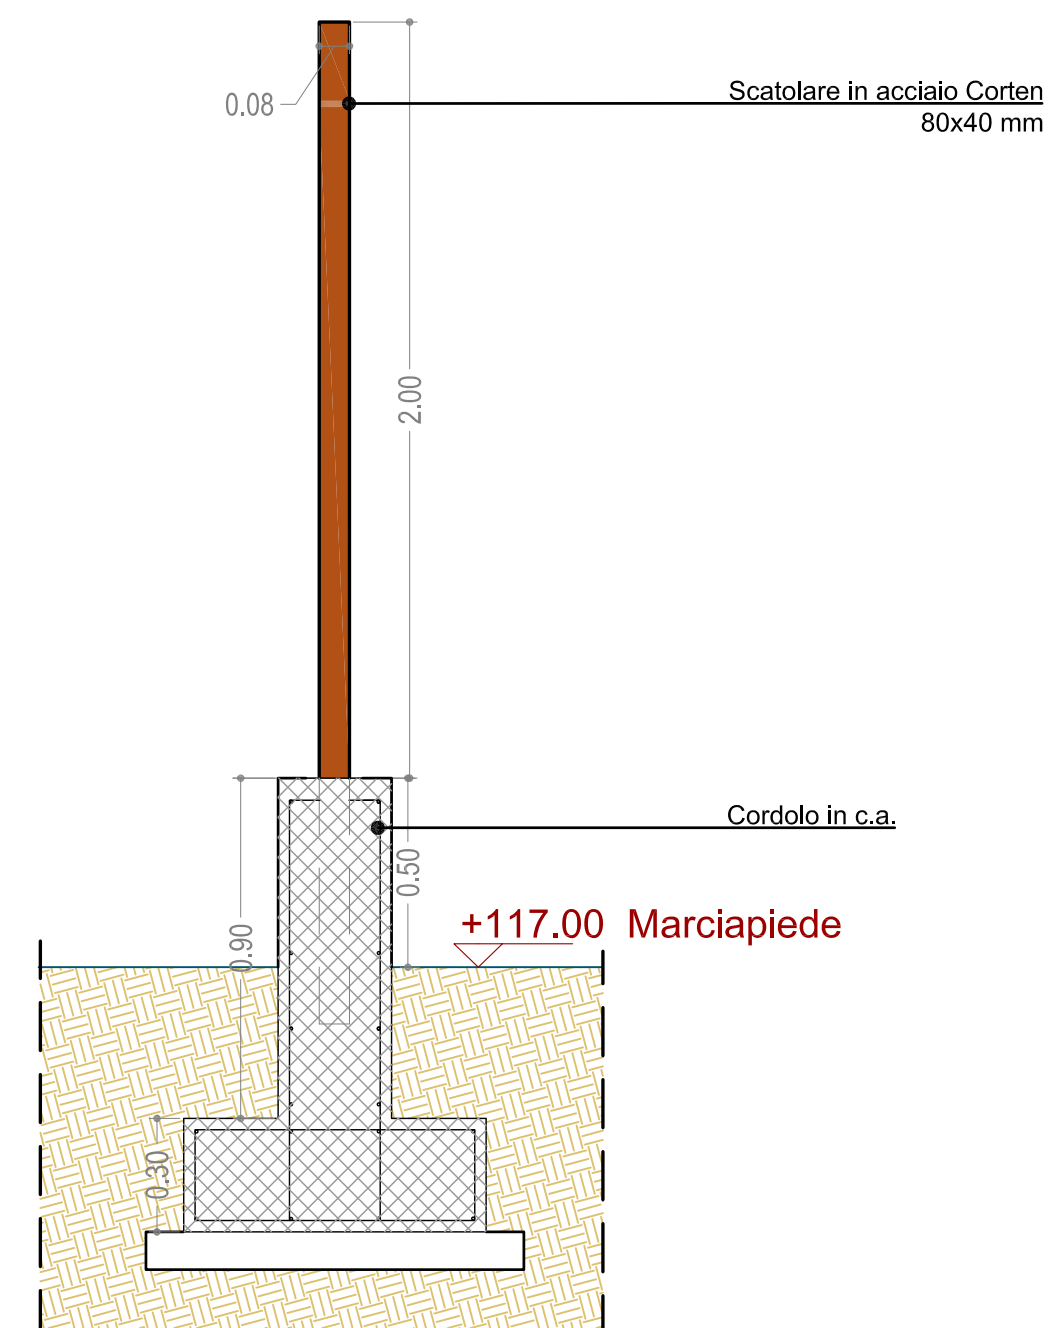 Scatolare in acciaio Corten
80x40 mm
0.08
2.00
Cordolo in c.a.
0.50
+117.00 Marciapiede
0.90
0.30